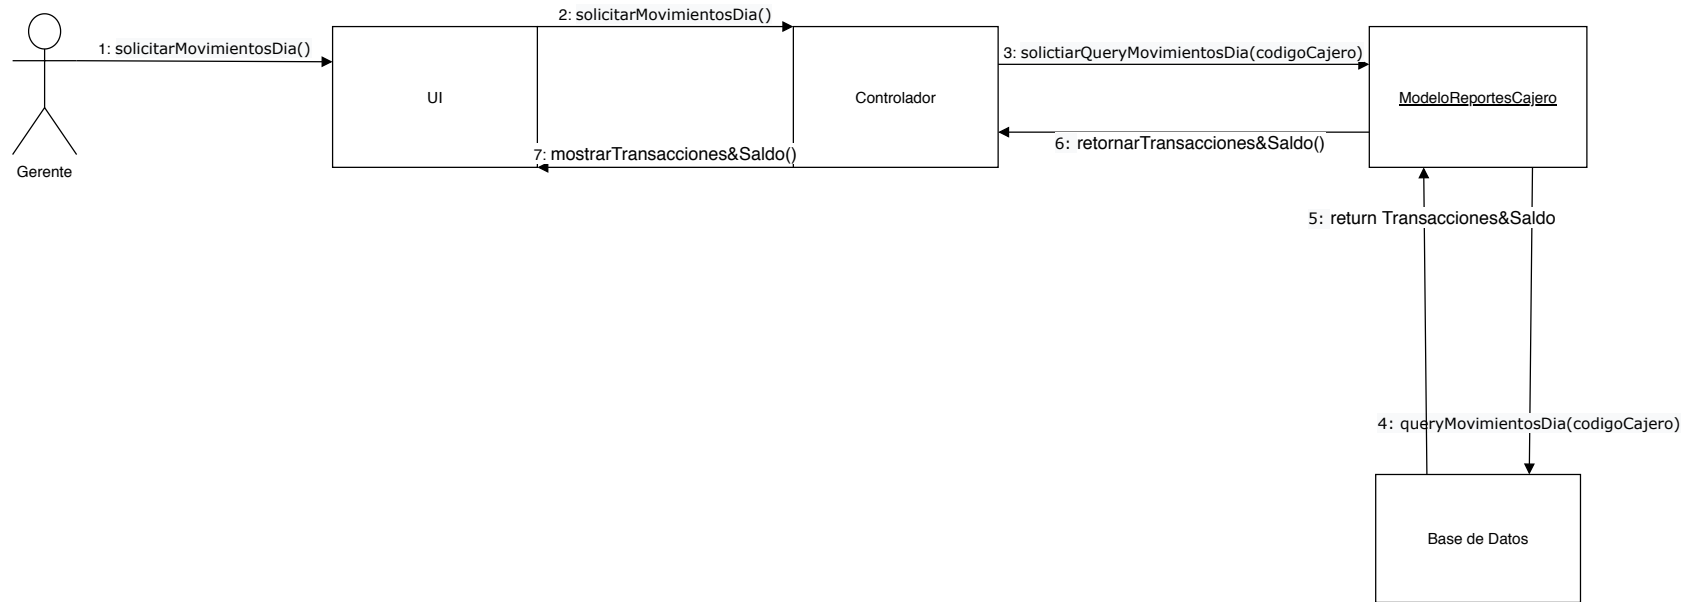 2: solicitarMovimientosDia()
1: solicitarMovimientosDia()
3: solictiarQueryMovimientosDia(codigoCajero)
UI
Controlador
ModeloReportesCajero
6: retornarTransacciones&Saldo()
7: mostrarTransacciones&Saldo()
Gerente
5: return Transacciones&Saldo
4: queryMovimientosDia(codigoCajero)
Base de Datos